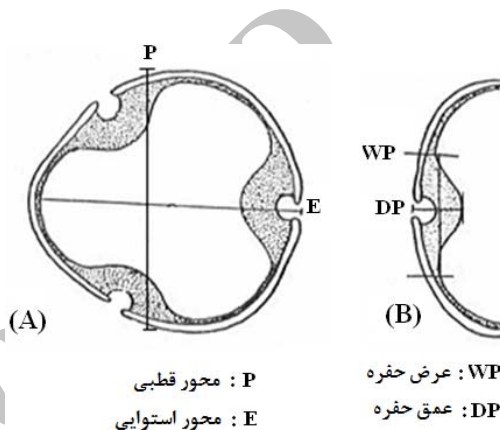 P
WP
E
DP
(A)
(B)
P : محور قطبی
E : محور استوایی
WP : عرض حفره
DP : عمق حفره